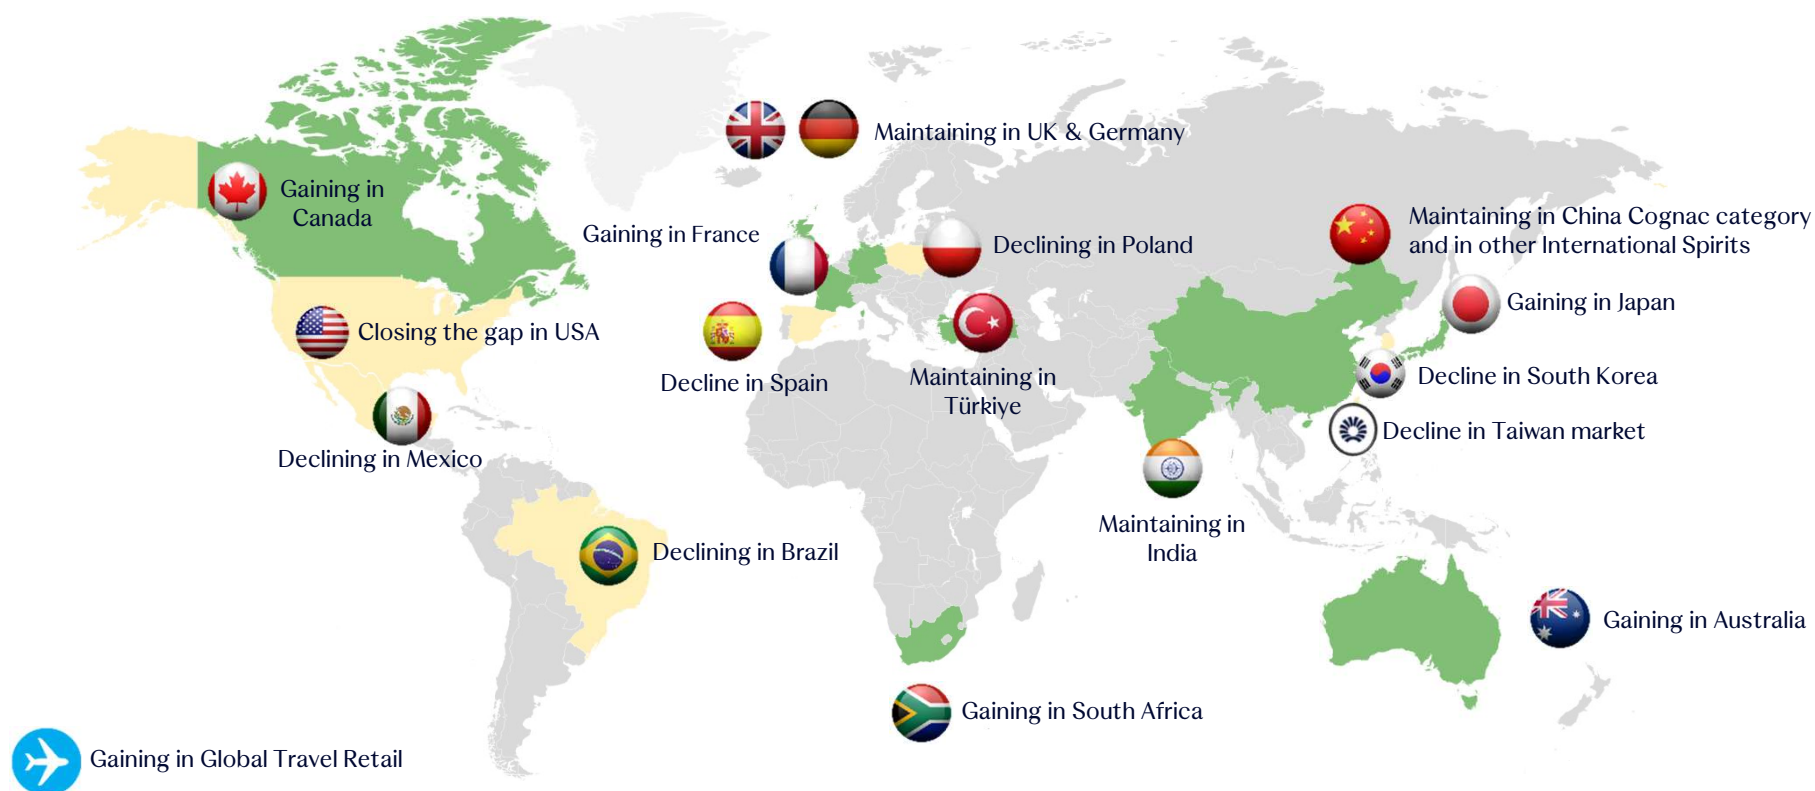 Maintaining in UK & Germany
Gaining in
Canada
Gaining in France
Declining in Poland
Maintaining in China Cognac category
and in other International Spirits
Gaining in Japan
Closing the gap in USA
Decline in Spain
Maintaining in
Türkiye
Decline in South Korea
Decline in Taiwan market
Declining in Mexico
Maintaining in
India
Declining in Brazil
Gaining in Australia
Gaining in South Africa
Gaining in Global Travel Retail